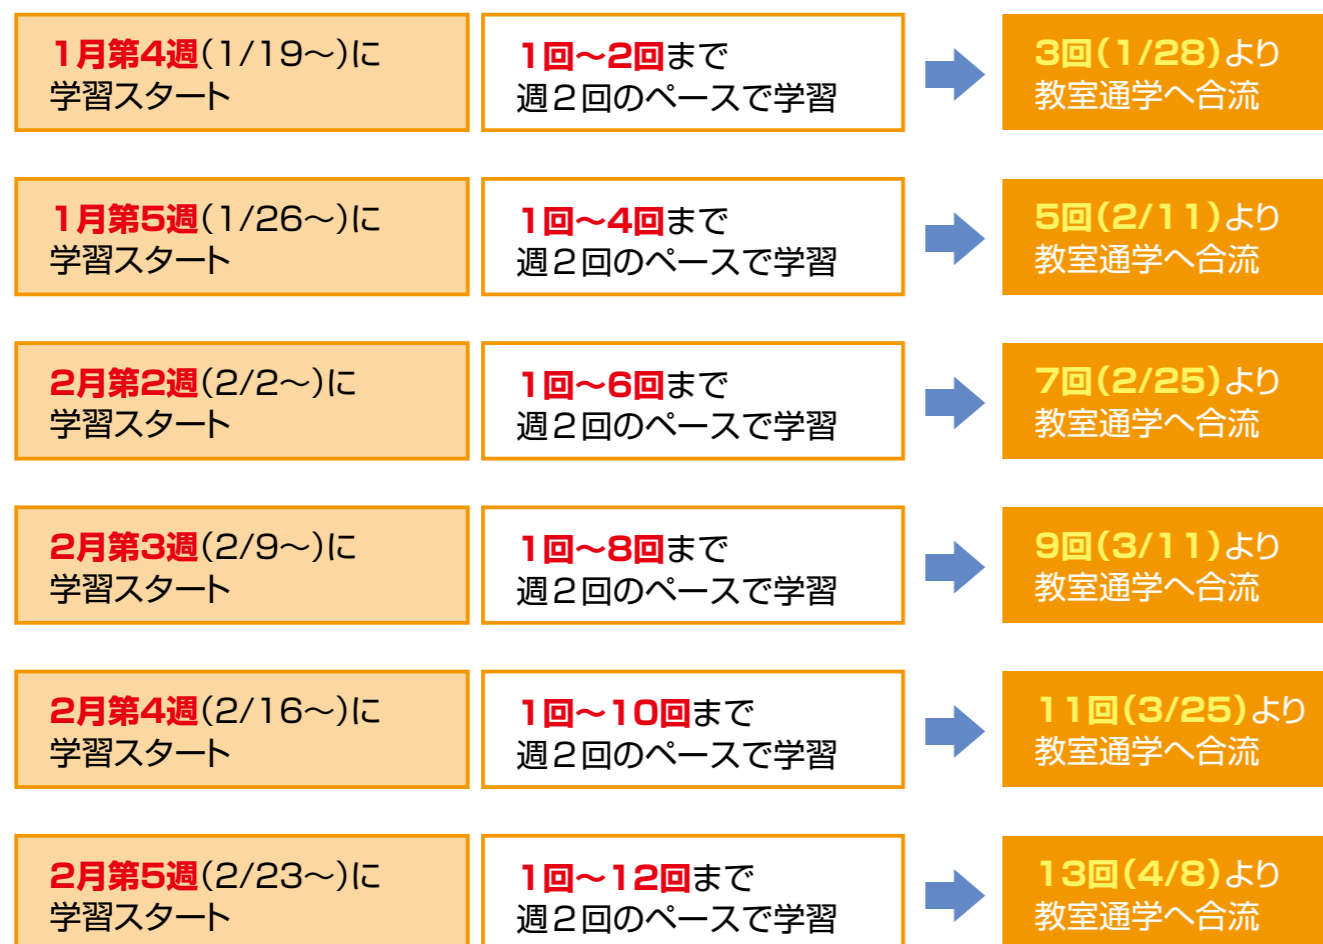 1月第4週(1/19〜)に
学習スタート
1回〜2回まで
週2回のペースで学習
3回(1/28)より
教室通学へ合流
1月第5週(1/26〜)に
学習スタート
1回〜4回まで
週2回のペースで学習
5回(2/11)より
教室通学へ合流
2月第2週(2/2〜)に
学習スタート
1回〜6回まで
週2回のペースで学習
7回(2/25)より
教室通学へ合流
2月第3週(2/9〜)に
学習スタート
1回〜8回まで
週2回のペースで学習
9回(3/11)より
教室通学へ合流
2月第4週(2/16〜)に
学習スタート
1回〜10回まで
週2回のペースで学習
11回(3/25)より
教室通学へ合流
2月第5週(2/23〜)に
学習スタート
1回〜12回まで
週2回のペースで学習
13回(4/8)より
教室通学へ合流